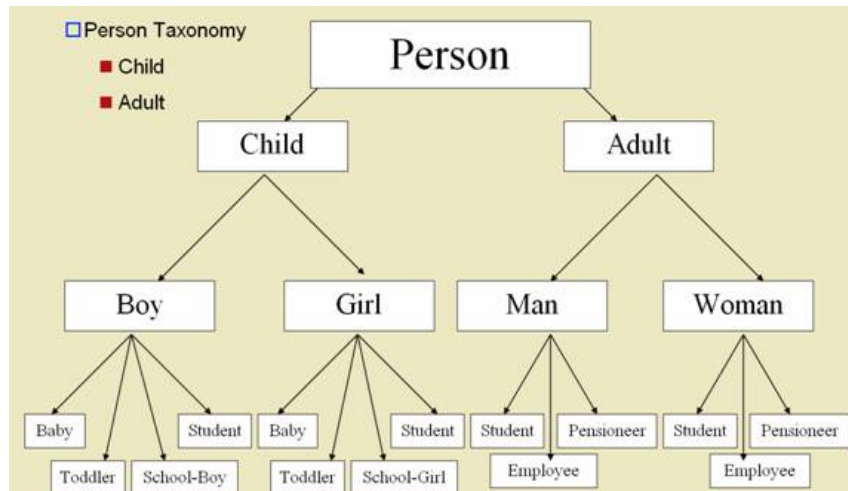 Person Taxonomy
Child
Adult
Person
Child
Adult
Boy
Girl
Man
Woman
Baby
Student
Baby
Student
Student
Pensioneer
Student
Pensioneer
Toddler
School-Boy
Toddler
School-Girl
Employee
Employee